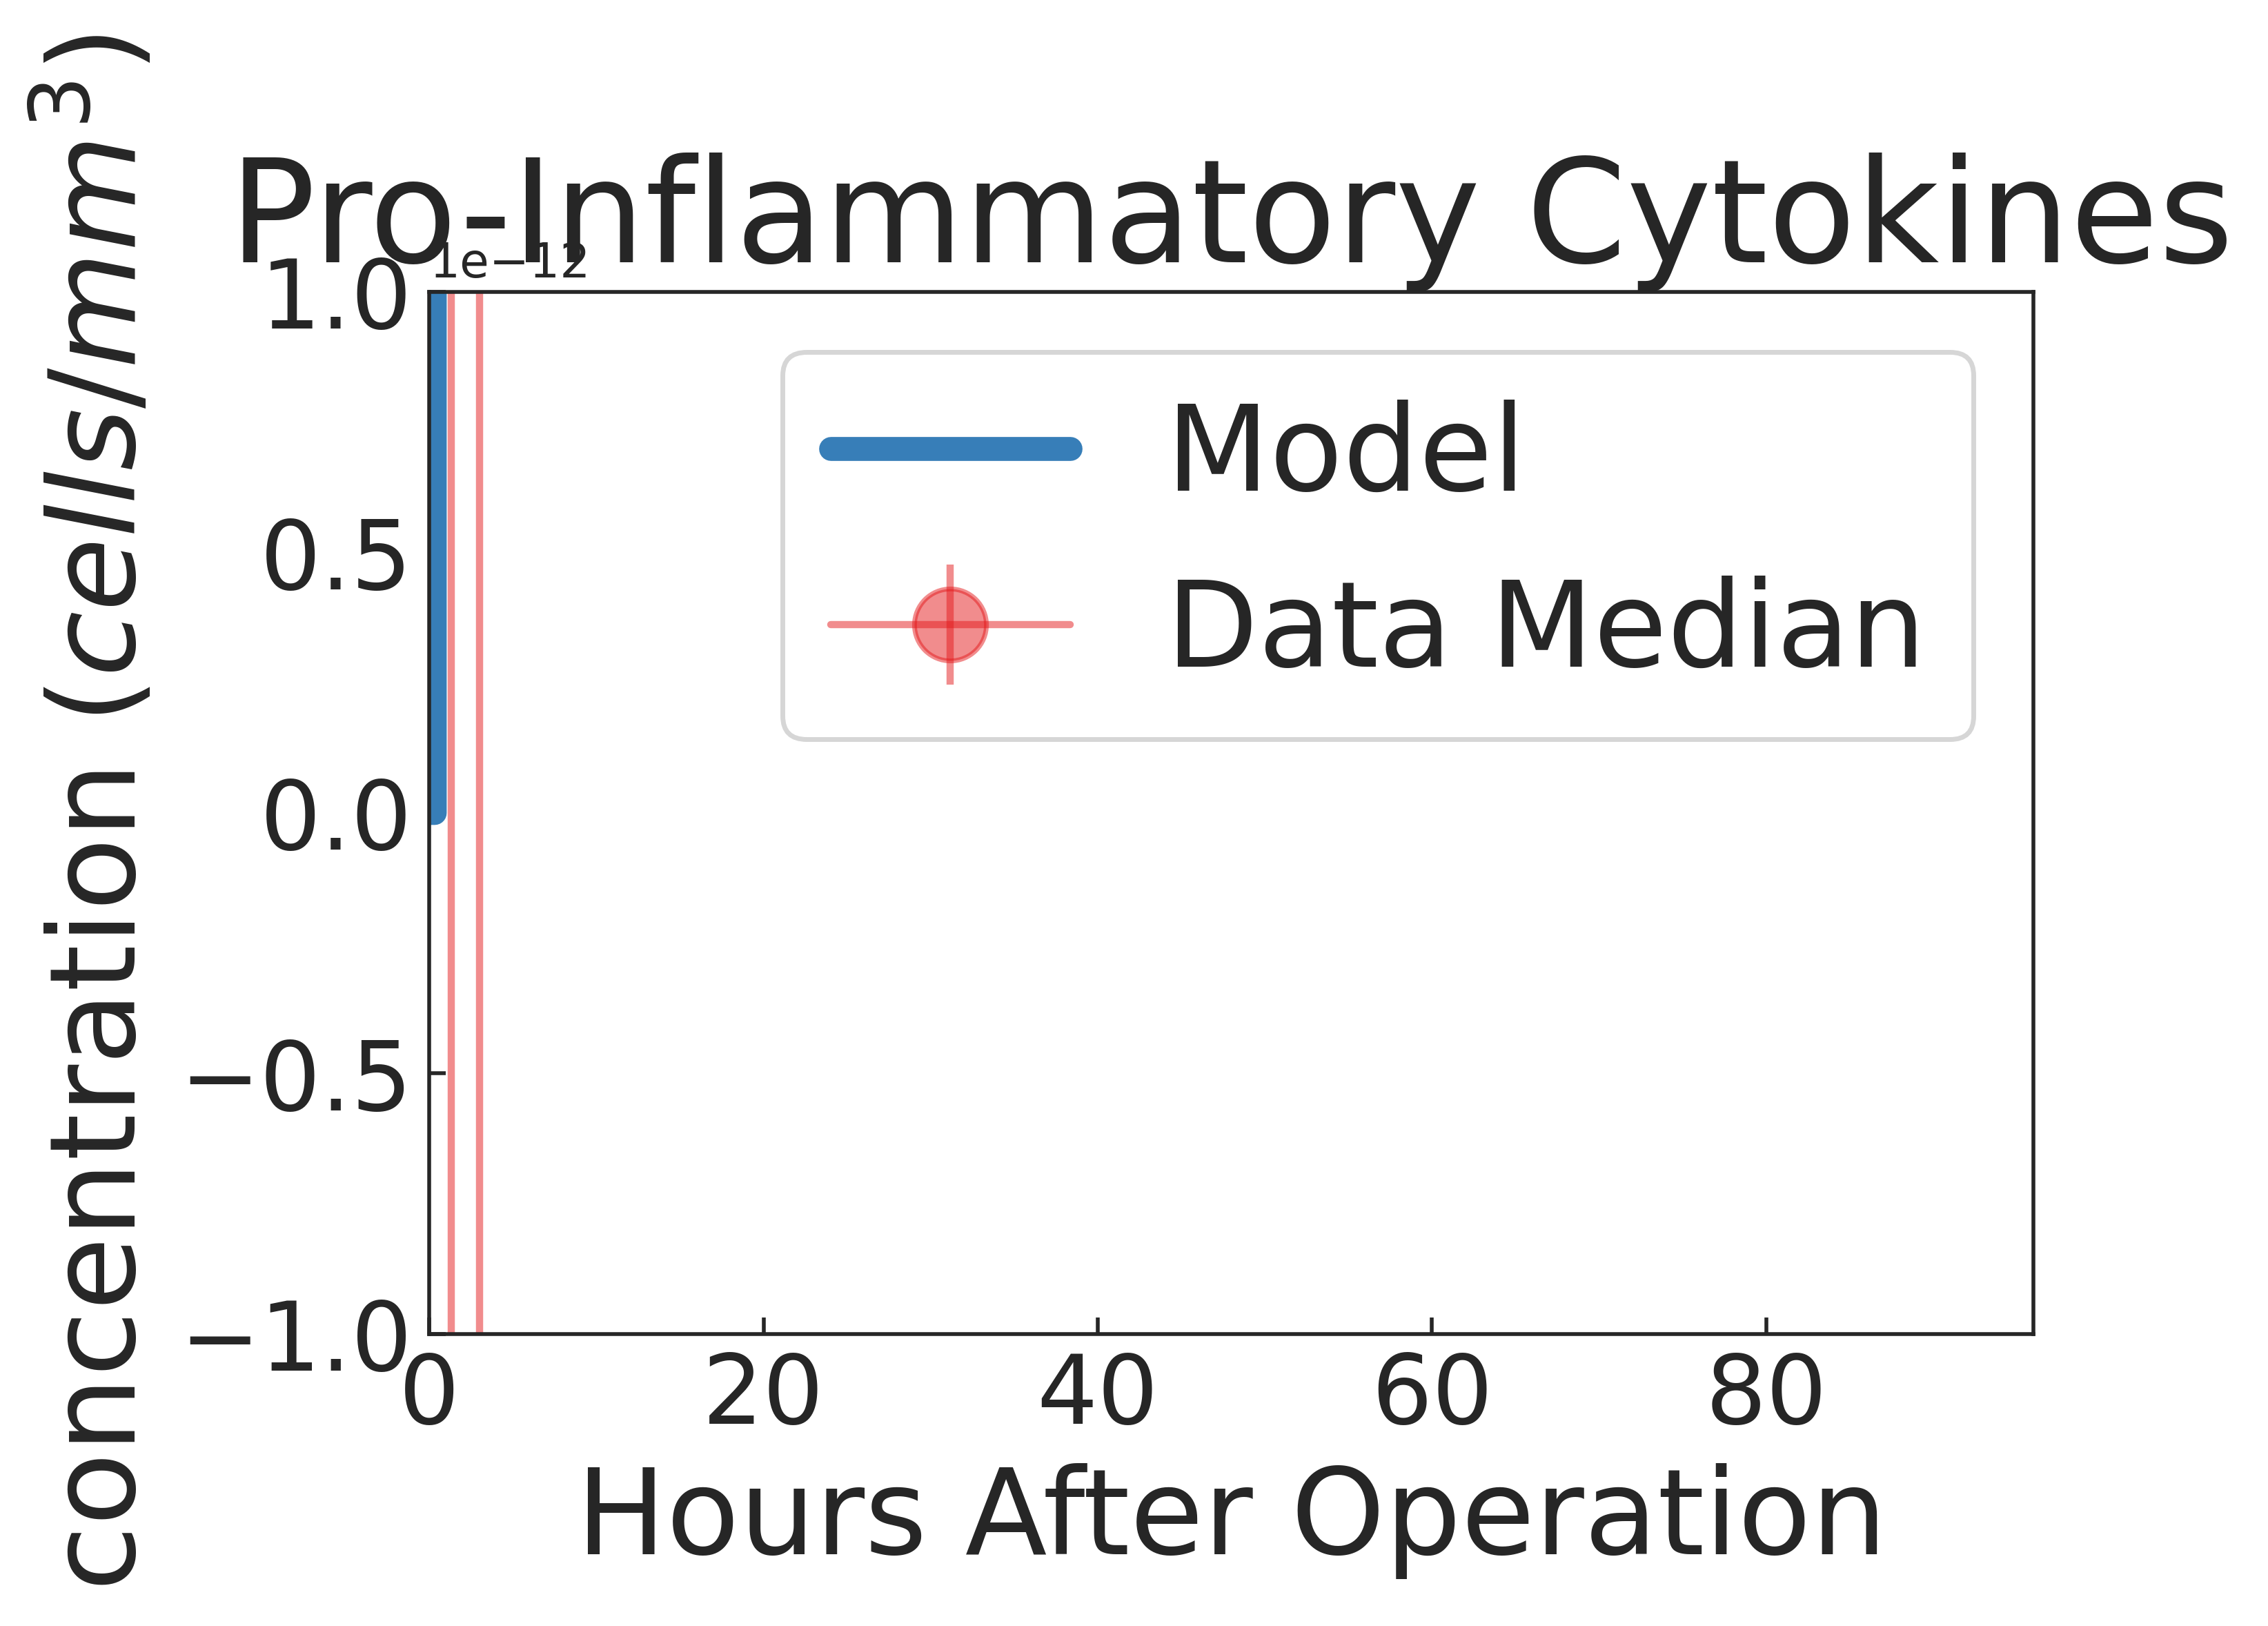 Pro-Inflammatory Cytokines
1e−12
concentration (cells/mm³)
1.0
0.5
0.0
−0.5
−1.0
Model
Data Median
0 20 40 60 80
Hours After Operation